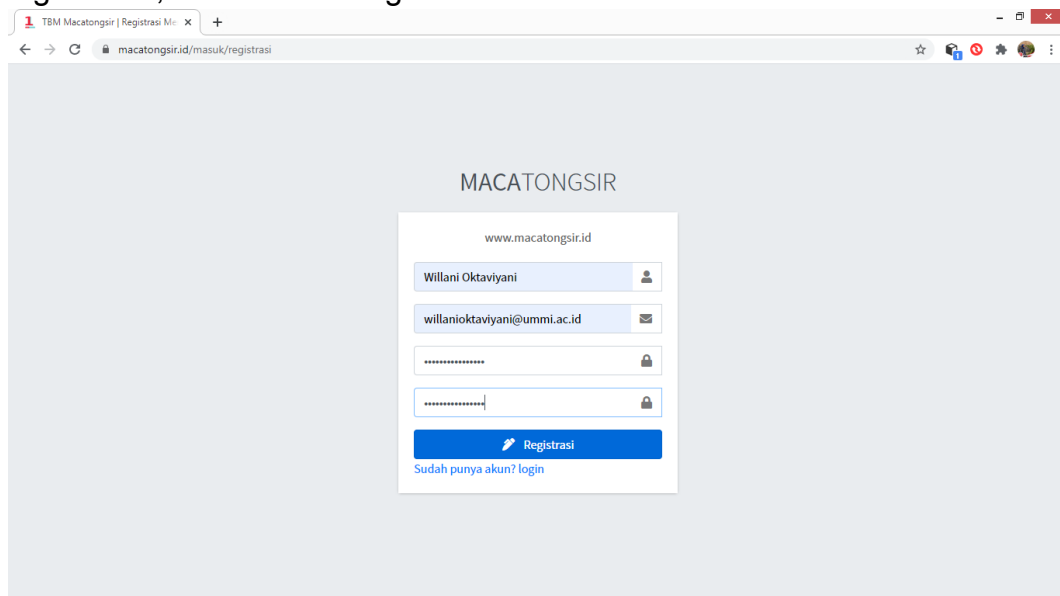 TBM Macatongsir | Registrasi Me
macatongsir.id/masuk/registrasi
MACATONGSIR
www.macatongsir.id
Willani Oktaviyani
willanioktaviyani@ummi.ac.id
••••••••••••••••
••••••••••••••••
Registrasi
Sudah punya akun? login